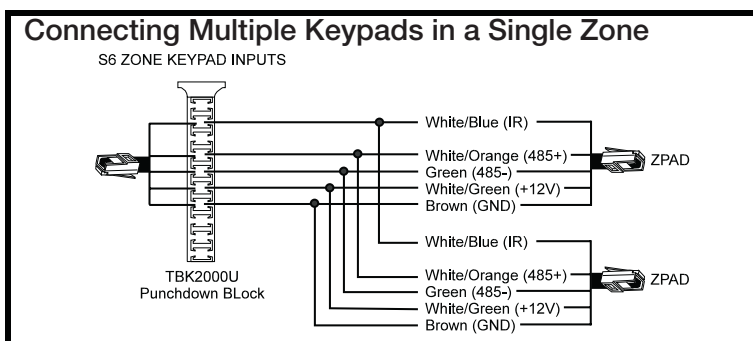 Connecting Multiple Keypads in a Single Zone
S6 ZONE KEYPAD INPUTS
White/Blue (IR)
White/Orange (485+)
Green (485-)
White/Green (+12V)
Brown (GND)
ZPAD
White/Blue (IR)
White/Orange (485+)
Green (485-)
White/Green (+12V)
Brown (GND)
ZPAD
TBK2000U
Punchdown BLock